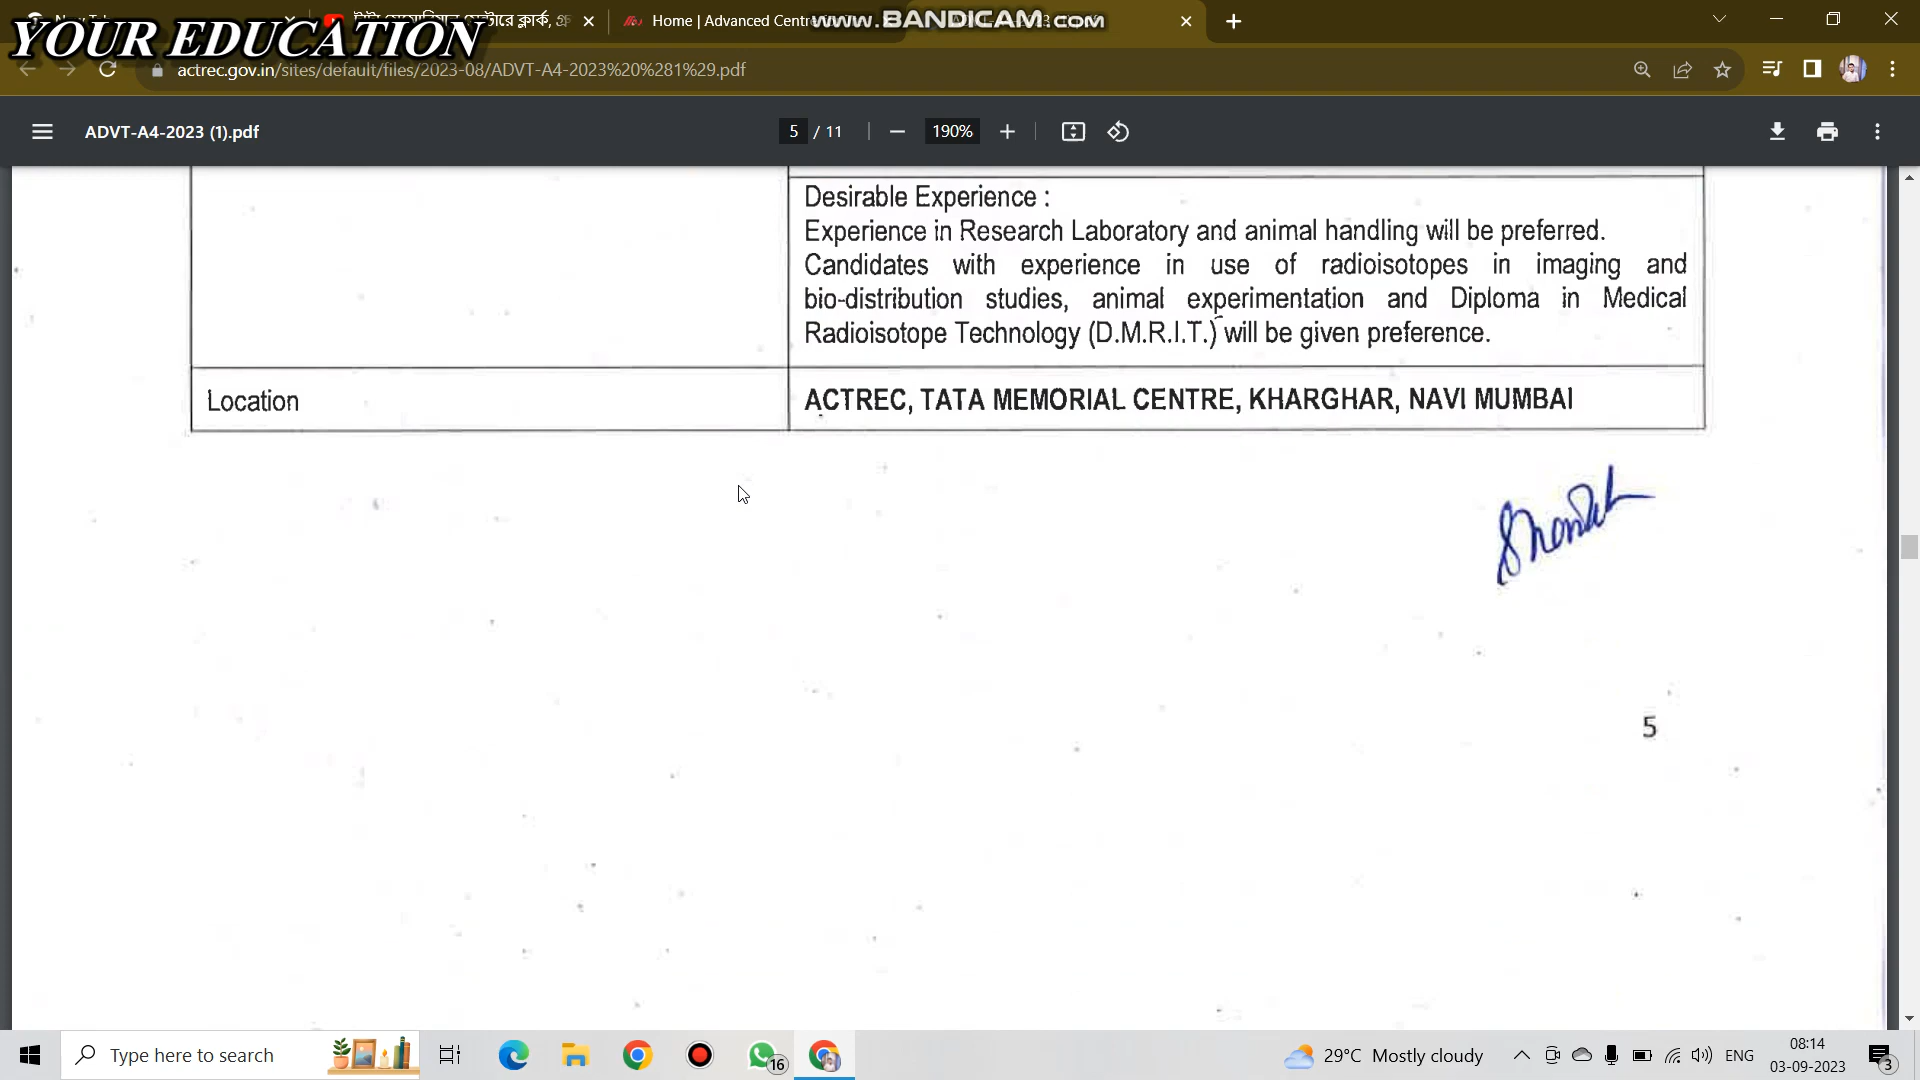 YOUR EDUCATION
ক্লার্ক,
Home | Advanced Centre
www.BANDICAM.COM
actrec.gov.in/sites/default/files/2023-08/ADVT-A4-2023%20%281%29.pdf
ADVT-A4-2023 (1).pdf
5 / 11
190%
Desirable Experience :
Experience in Research Laboratory and animal handling will be preferred.
Candidates with experience in use of radioisotopes in imaging and
bio-distribution studies, animal experimentation and Diploma in Medical
Radioisotope Technology (D.M.R.I.T.) will be given preference.
Location
ACTREC, TATA MEMORIAL CENTRE, KHARGHAR, NAVI MUMBAI
5
Type here to search
16
29°C Mostly cloudy
ENG
08:14
03-09-2023
3